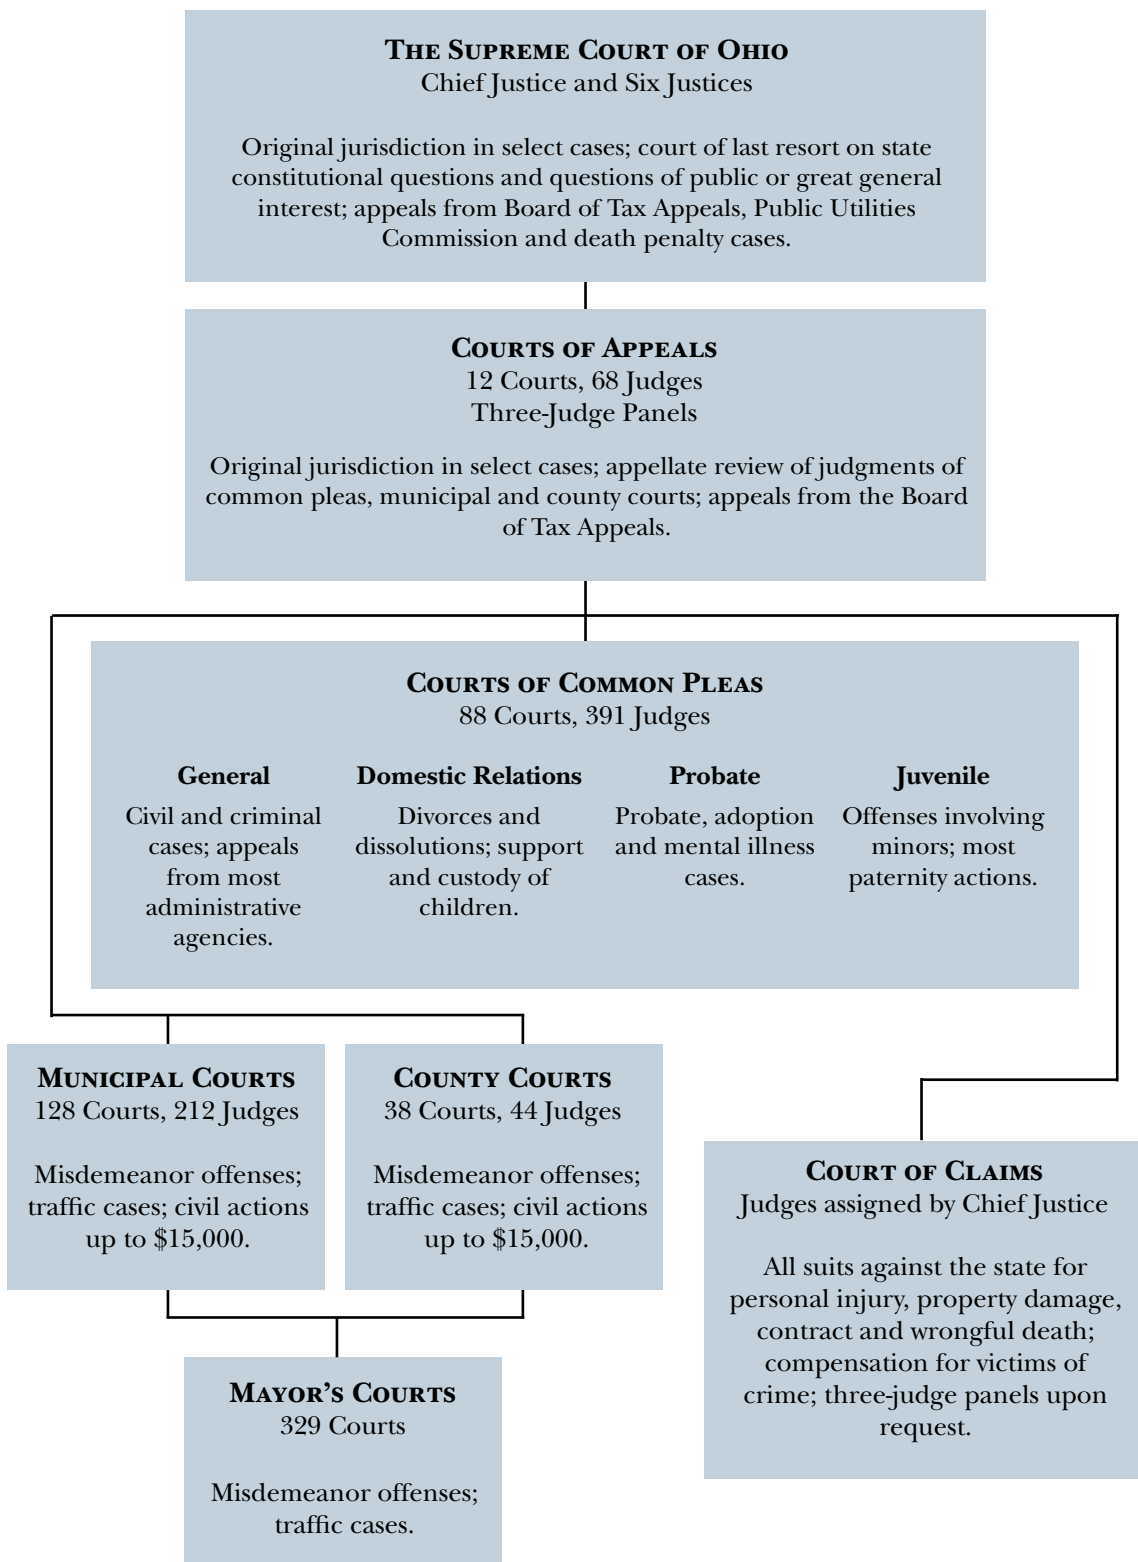 THE SUPREME COURT OF OHIO
Chief Justice and Six Justices
Original jurisdiction in select cases; court of last resort on state
constitutional questions and questions of public or great general
interest; appeals from Board of Tax Appeals, Public Utilities
Commission and death penalty cases.
COURTS OF APPEALS
12 Courts, 68 Judges
Three-Judge Panels
Original jurisdiction in select cases; appellate review of judgments of
common pleas, municipal and county courts; appeals from the Board
of Tax Appeals.
COURTS OF COMMON PLEAS
88 Courts, 391 Judges
General
Civil and criminal
cases; appeals
from most
administrative
agencies.
Domestic Relations
Divorces and
dissolutions; support
and custody of
children.
Probate
Probate, adoption
and mental illness
cases.
Juvenile
Offenses involving
minors; most
paternity actions.
MUNICIPAL COURTS
128 Courts, 212 Judges
Misdemeanor offenses;
traffic cases; civil actions
up to $15,000.
COUNTY COURTS
38 Courts, 44 Judges
Misdemeanor offenses;
traffic cases; civil actions
up to $15,000.
COURT OF CLAIMS
Judges assigned by Chief Justice
All suits against the state for
personal injury, property damage,
contract and wrongful death;
compensation for victims of
crime; three-judge panels upon
request.
MAYOR'S COURTS
329 Courts
Misdemeanor offenses;
traffic cases.